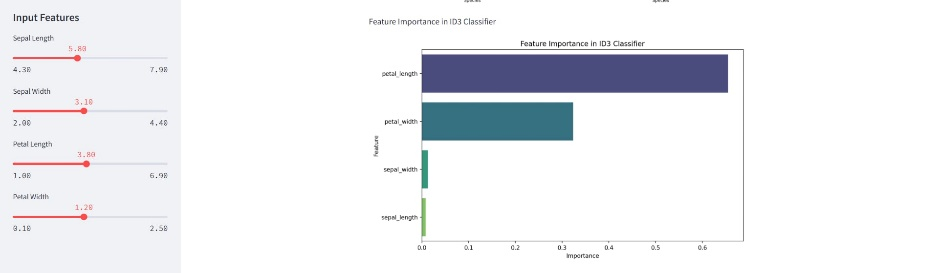 Input Features
Sepal Length
5.80
4.30 7.90
Sepal Width
3.10
2.00 4.40
Petal Length
3.80
1.00 6.90
Petal Width
1.20
0.10 2.50
species species
Feature Importance in ID3 Classifier
Feature Importance in ID3 Classifier
petal_length
petal_width
sepal_width
sepal_length
Feature
0.0 0.1 0.2 0.3 0.4 0.5 0.6
Importance